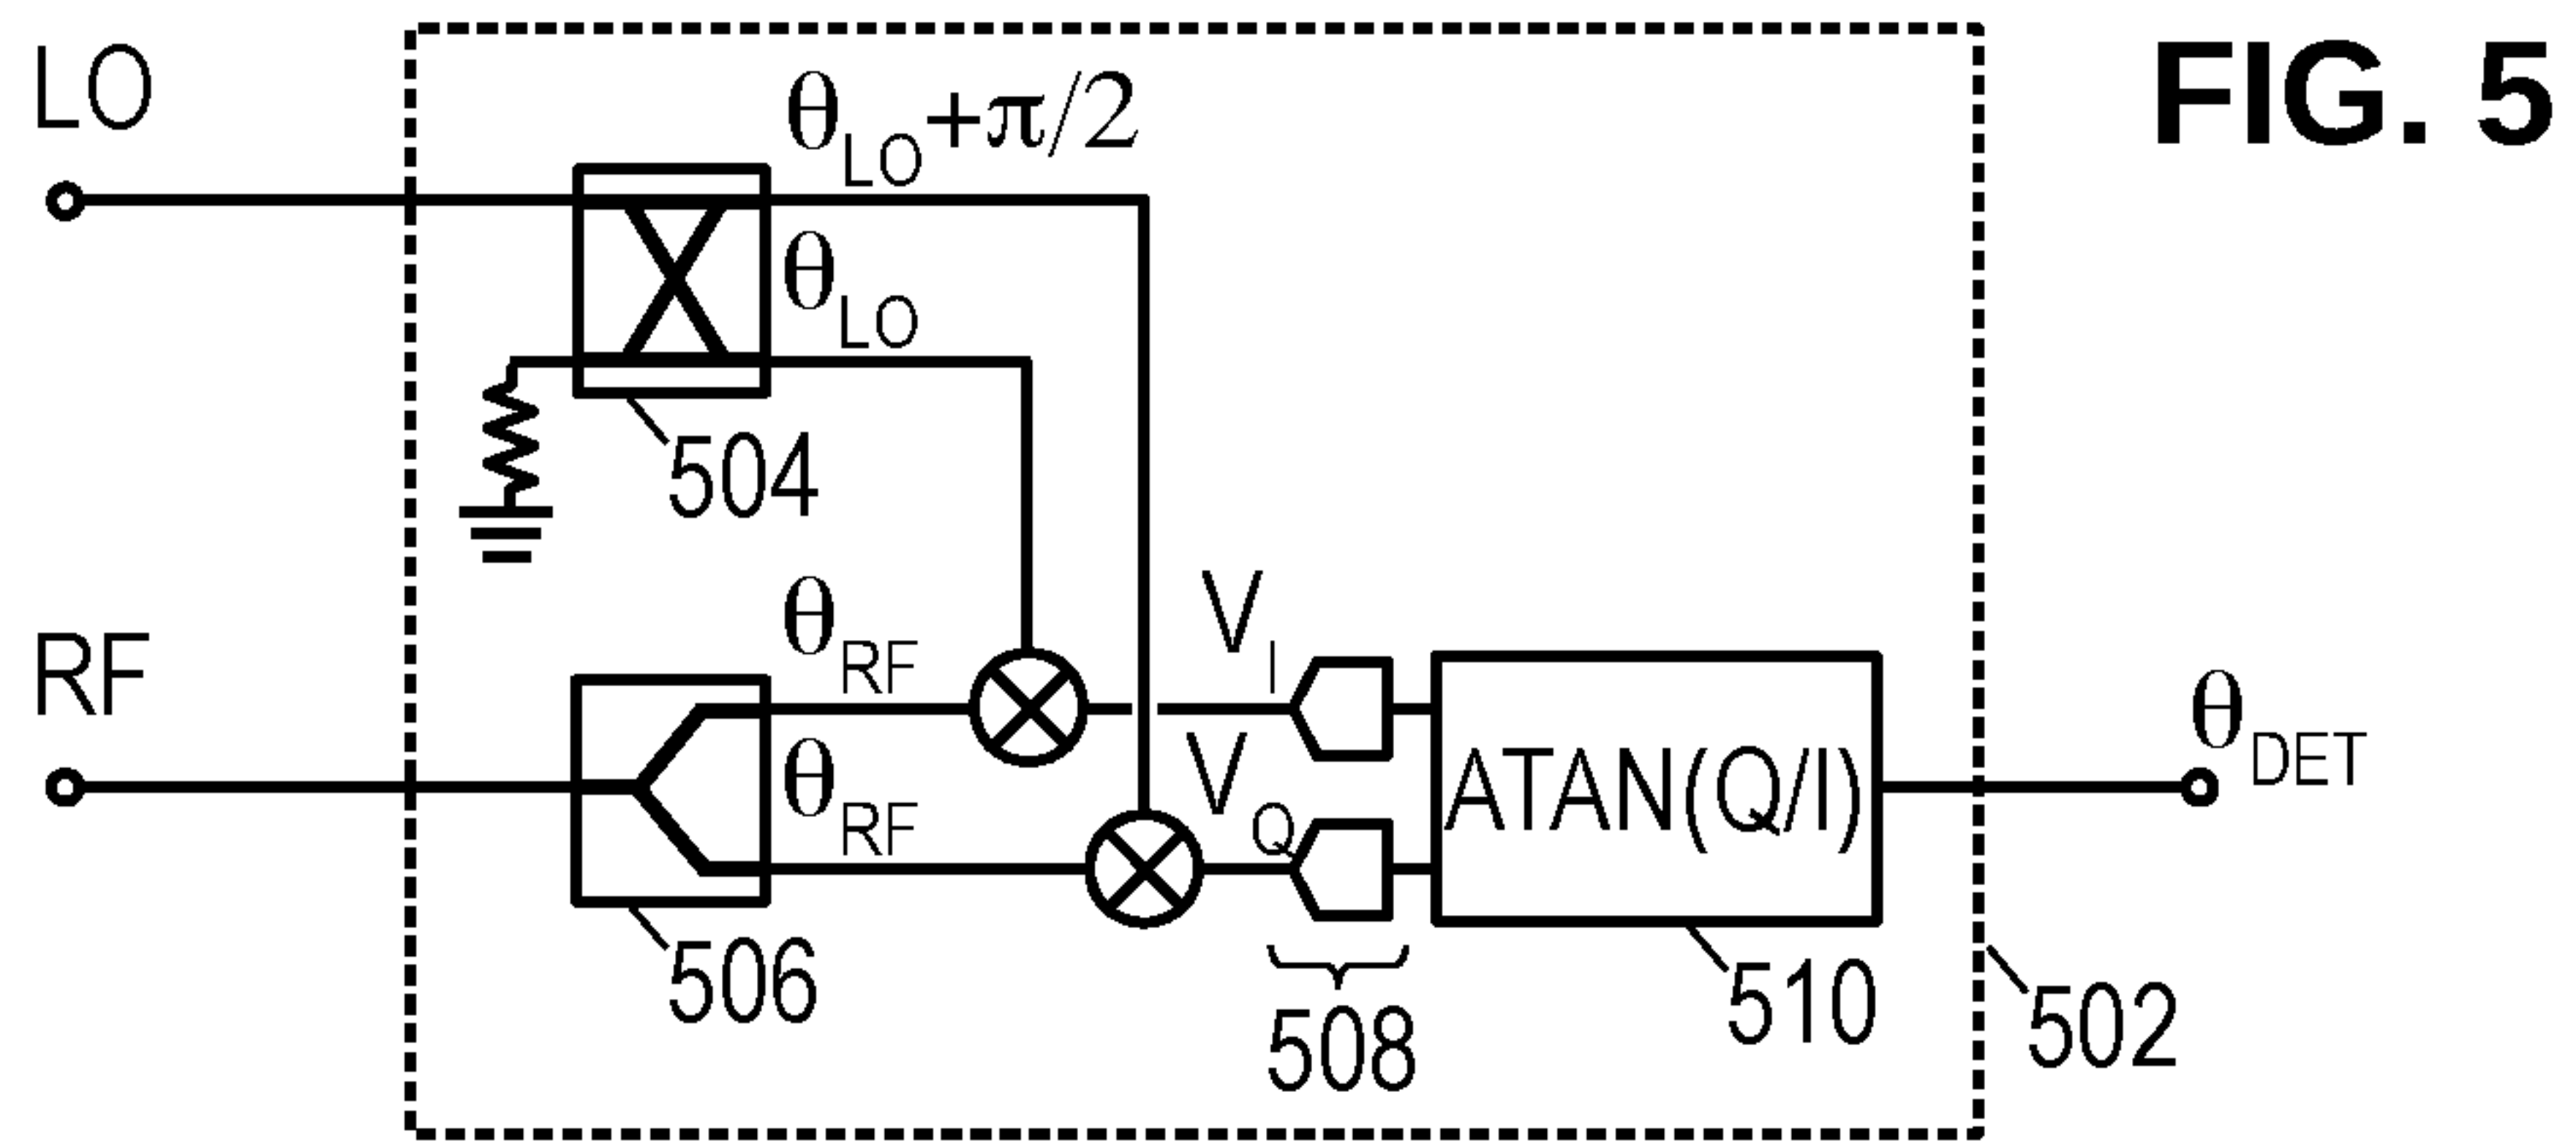 LO
FIG. 5
θLO+π/2
θLO
504
RF
θRF
VI
θRF
VQ
ATAN(Q/I)
θDET
506
508
510
502